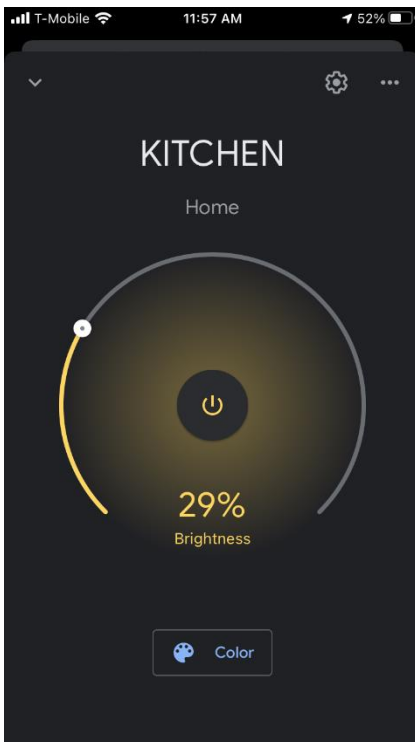 T-Mobile 11:57 AM 52%
KITCHEN
Home
29%
Brightness
Color